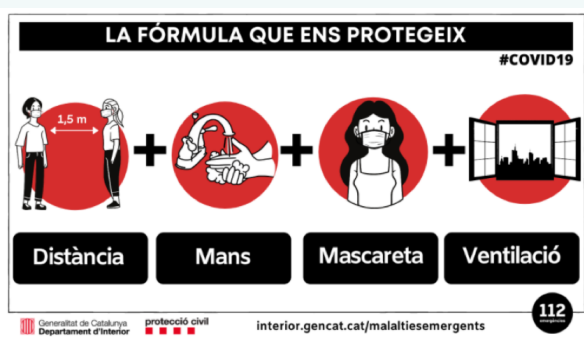 LA FÓRMULA QUE ENS PROTEGEIX
#COVID19
1,5 m
Distància
Mans
Mascareta
Ventilació
Generalitat de Catalunya
Departament d'Interior
protecció civil
interior.gencat.cat/malaltiesemergents
112
emergències